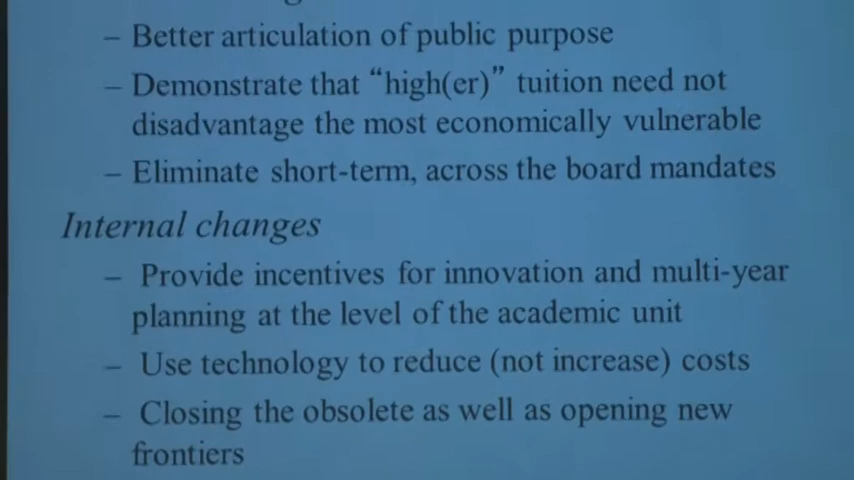 – Better articulation of public purpose
– Demonstrate that “high(er)” tuition need not
disadvantage the most economically vulnerable
– Eliminate short-term, across the board mandates
Internal changes
– Provide incentives for innovation and multi-year
planning at the level of the academic unit
– Use technology to reduce (not increase) costs
– Closing the obsolete as well as opening new
frontiers